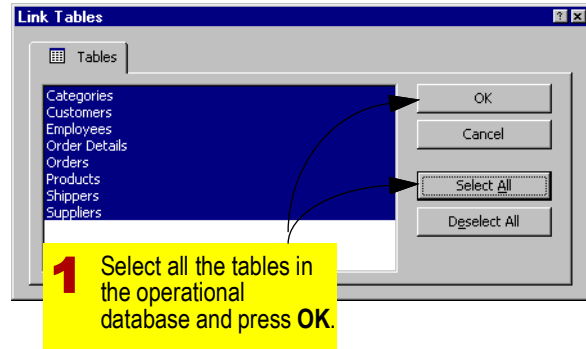 Link Tables
Tables
Categories
Customers
Employees
Order Details
Orders
Products
Shippers
Suppliers
OK
Cancel
Select All
Deselect All
1 Select all the tables in
the operational
database and press OK.